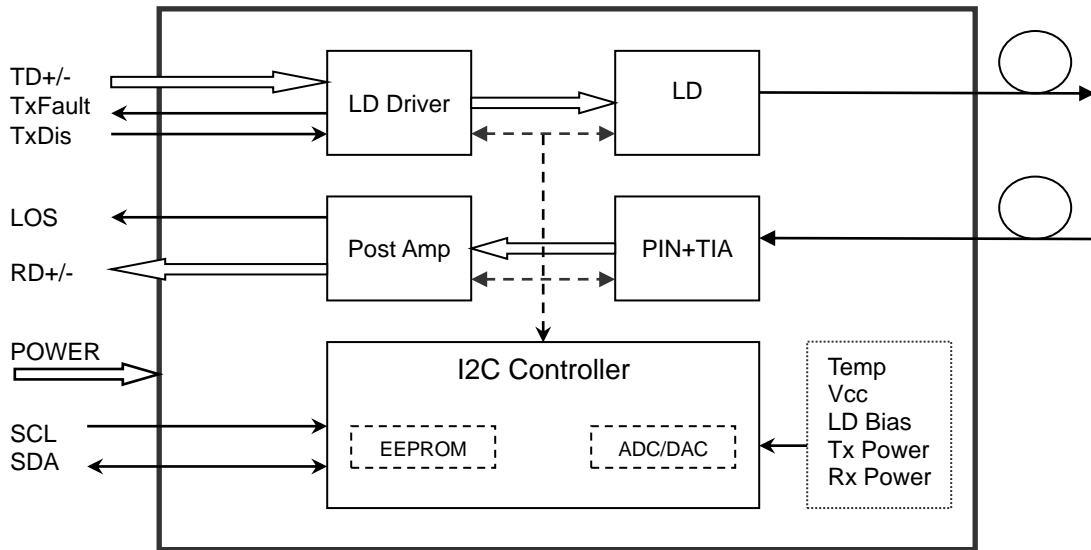 TD+/-
TxFault
TxDis
LD Driver
LD
LOS
RD+/-
Post Amp
PIN+TIA
POWER
SCL
SDA
I2C Controller
EEPROM
ADC/DAC
Temp
Vcc
LD Bias
Tx Power
Rx Power